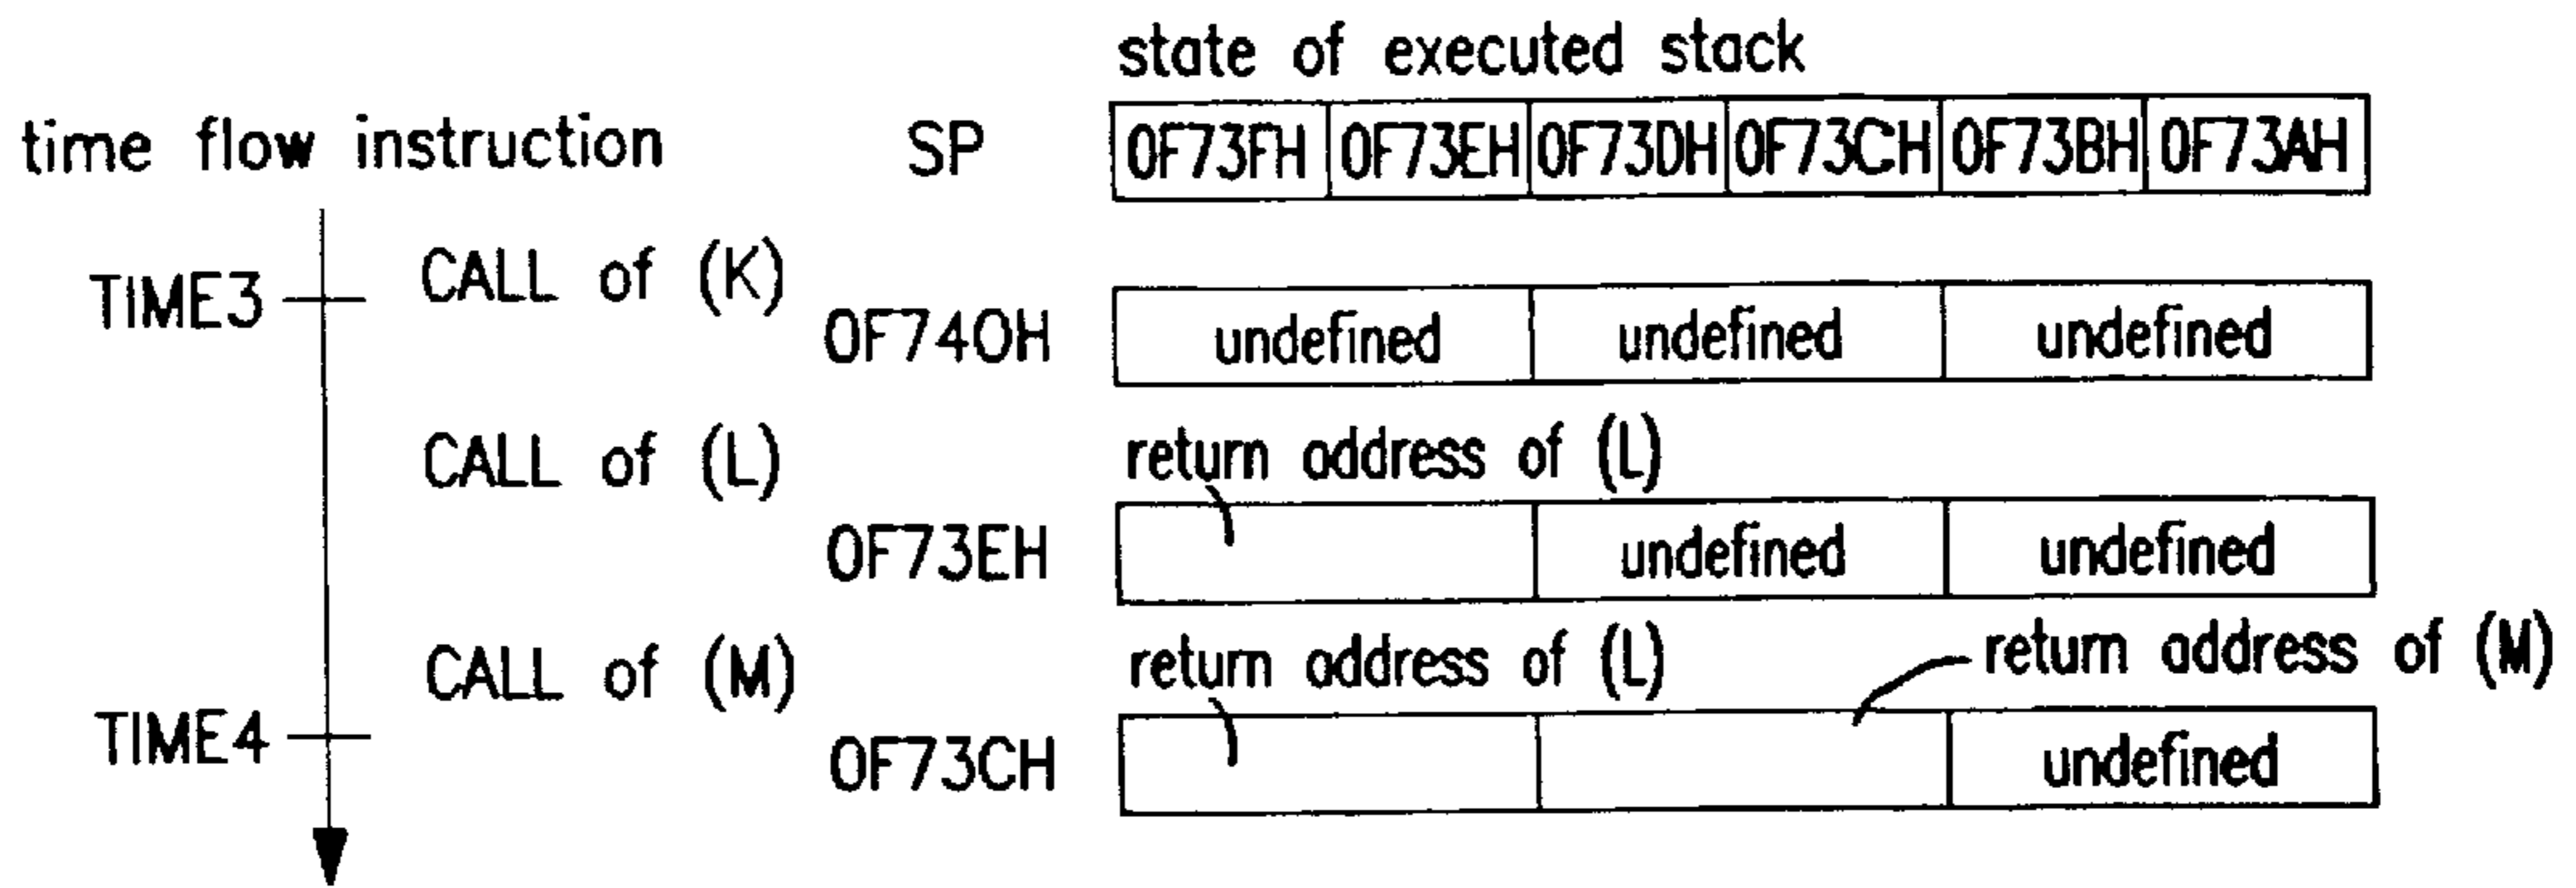 state of executed stack
time flow instruction SP 0F73FH 0F73EH 0F73DH 0F73CH 0F73BH 0F73AH
TIME3 CALL of (K)
0F740H undefined undefined undefined
CALL of (L) return address of (L)
0F73EH undefined undefined
CALL of (M) return address of (L) return address of (M)
TIME4 0F73CH undefined